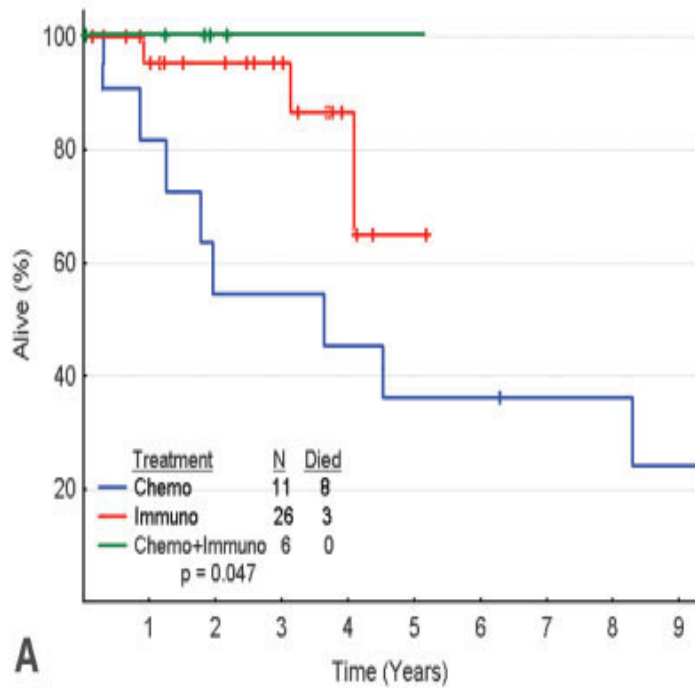 Alive (%)
100
80
60
40
20
Treatment N Died
Chemo 11 8
Immuno 26 3
Chemo+Immuno 6 0
p = 0.047
1 2 3 4 5 6 7 8 9
Time (Years)
A